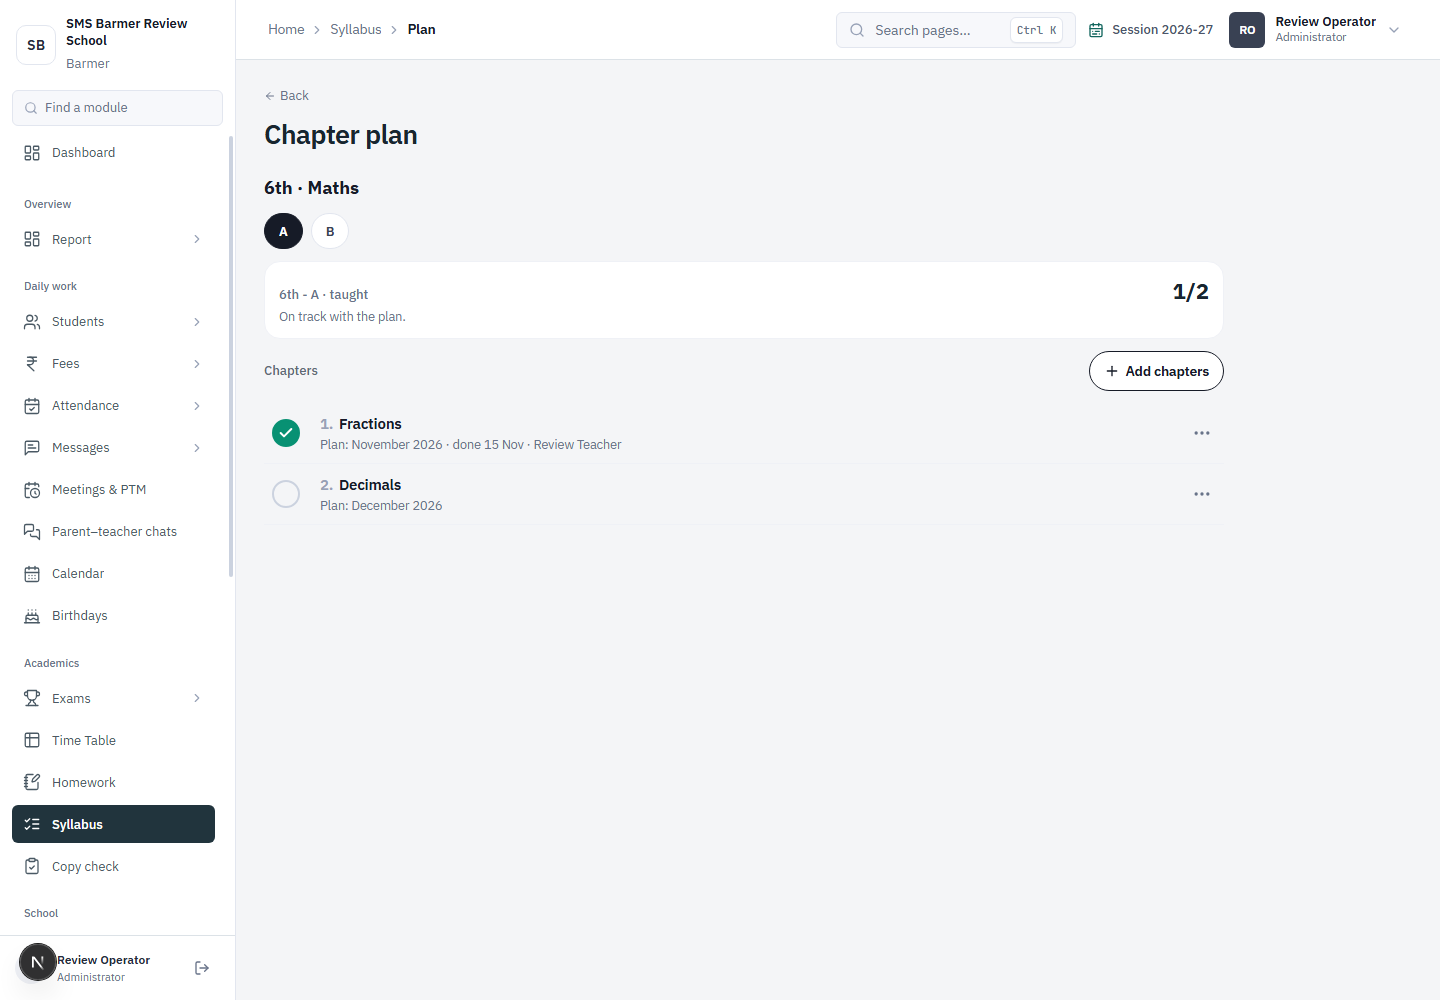 SMS Barmer Review
School
SB
Barmer
Find a module
Dashboard
Overview
Report
Daily work
Students
Fees
Attendance
Messages
Meetings & PTM
Parent–teacher chats
Calendar
Birthdays
Academics
Exams
Time Table
Homework
Syllabus
Copy check
School
N
Review Operator
Administrator
Home > Syllabus > Plan
Search pages...
Ctrl K
Session 2026-27
RO
Review Operator
Administrator
← Back
Chapter plan
6th · Maths
A
B
6th - A · taught
1/2
On track with the plan.
Chapters
+ Add chapters
1. Fractions
Plan: November 2026 · done 15 Nov · Review Teacher
2. Decimals
Plan: December 2026